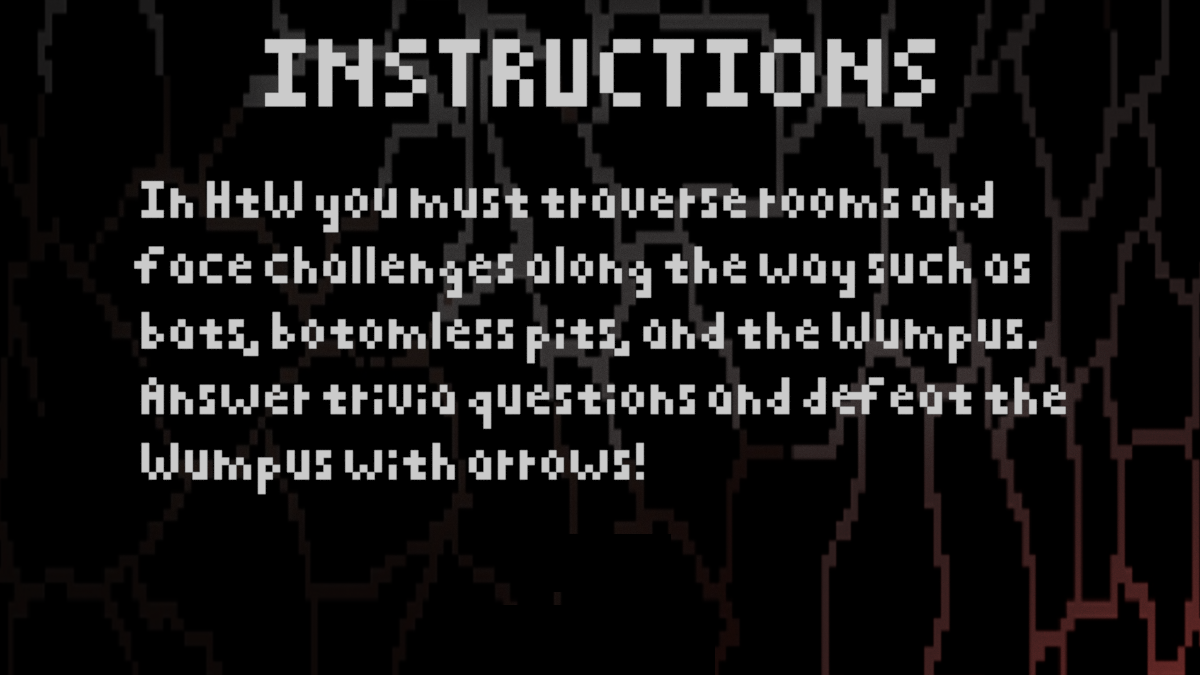 INSTRUCTIONS
In HtW you must traverse rooms and
face challenges along the way such as
bats, botomless pits, and the Wumpus.
Answer trivia questions and defeat the
Wumpus with arrows!